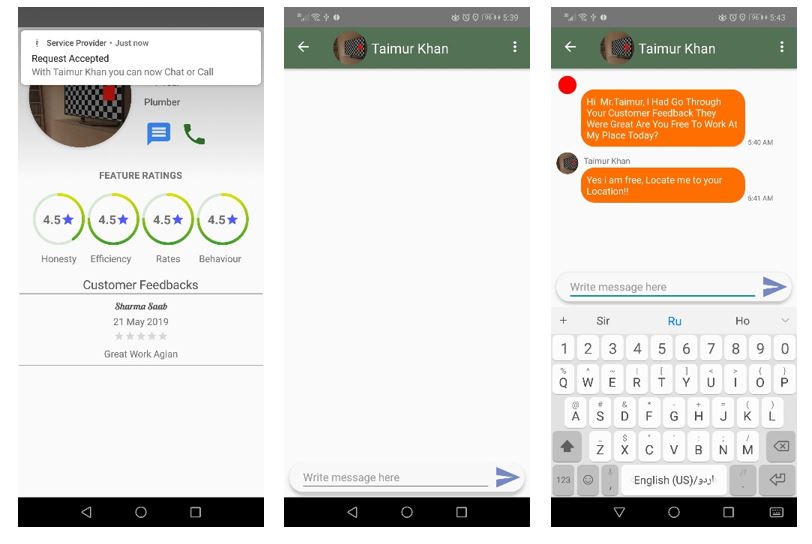 Service Provider • Just now
Request Accepted
With Taimur Khan you can now Chat or Call
Plumber
FEATURE RATINGS
4.5 4.5 4.5 4.5
Honesty Efficiency Rates Behaviour
Customer Feedbacks
Sharma Saab
21 May 2019
Great Work Agian
5:39
Taimur Khan
Write message here
5:43
Taimur Khan
Hi Mr.Taimur, I Had Go Through
Your Customer Feedback They
Were Great Are You Free To Work At
My Place Today?
5:40 AM
Taimur Khan
Yes i am free, Locate me to your
Location!!
5:41 AM
Write message here
+ Sir Ru Ho
1 2 3 4 5 6 7 8 9 0
% ^ ~ | [ ] < > { }
Q W E R T Y U I O P
@ # & * - + = ( )
A S D F G H J K L
Z X C V B N M
123 , English (US)/اردو .